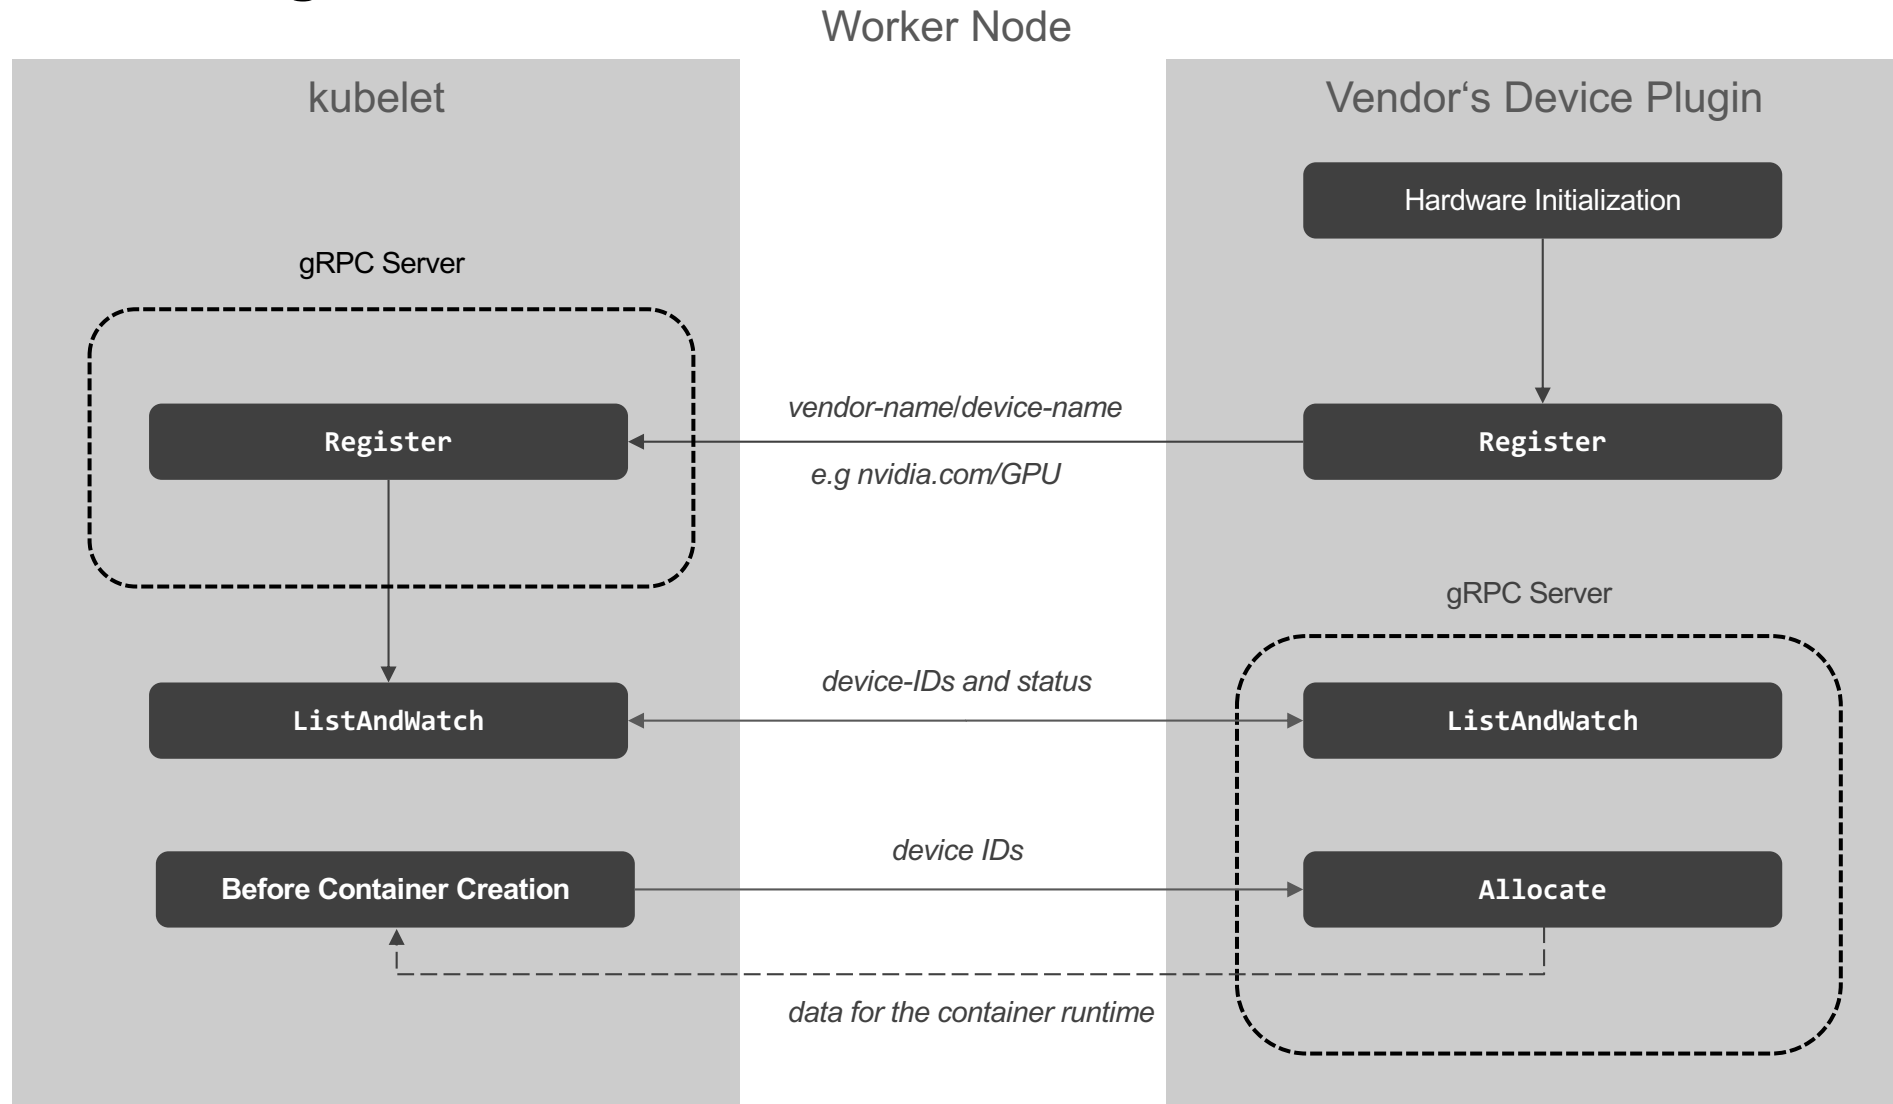 Worker Node
kubelet
Vendor‘s Device Plugin
Hardware Initialization
gRPC Server
vendor-name/device-name
Register
Register
e.g nvidia.com/GPU
gRPC Server
device-IDs and status
ListAndWatch
ListAndWatch
device IDs
Before Container Creation
Allocate
data for the container runtime